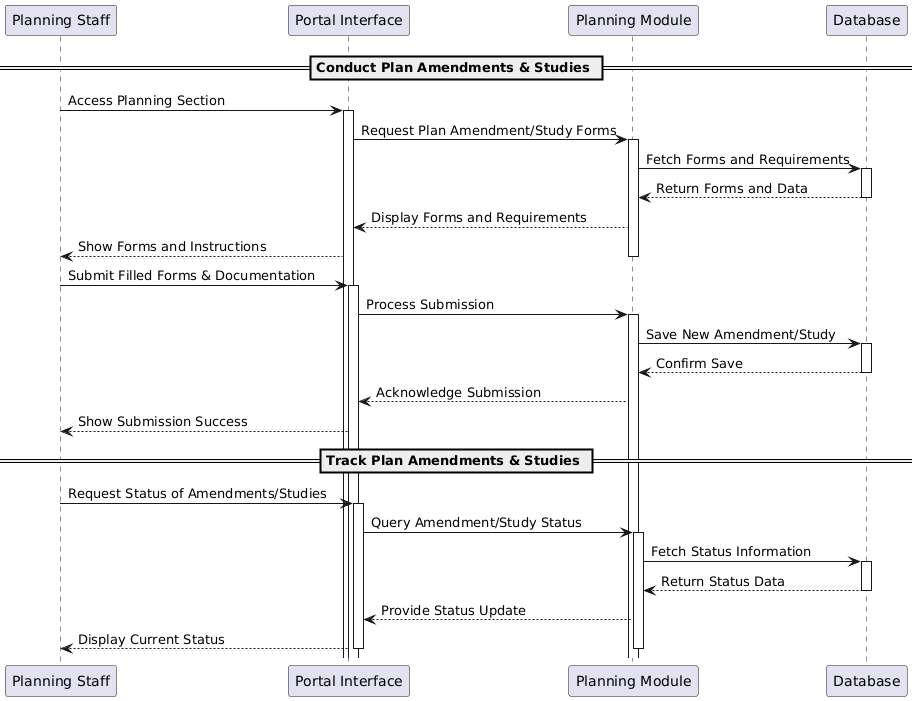 Planning Staff
Portal Interface
Planning Module
Database
Conduct Plan Amendments & Studies
Access Planning Section
Request Plan Amendment/Study Forms
Fetch Forms and Requirements
Return Forms and Data
Display Forms and Requirements
Show Forms and Instructions
Submit Filled Forms & Documentation
Process Submission
Save New Amendment/Study
Confirm Save
Acknowledge Submission
Show Submission Success
Track Plan Amendments & Studies
Request Status of Amendments/Studies
Query Amendment/Study Status
Fetch Status Information
Return Status Data
Provide Status Update
Display Current Status
Planning Staff
Portal Interface
Planning Module
Database